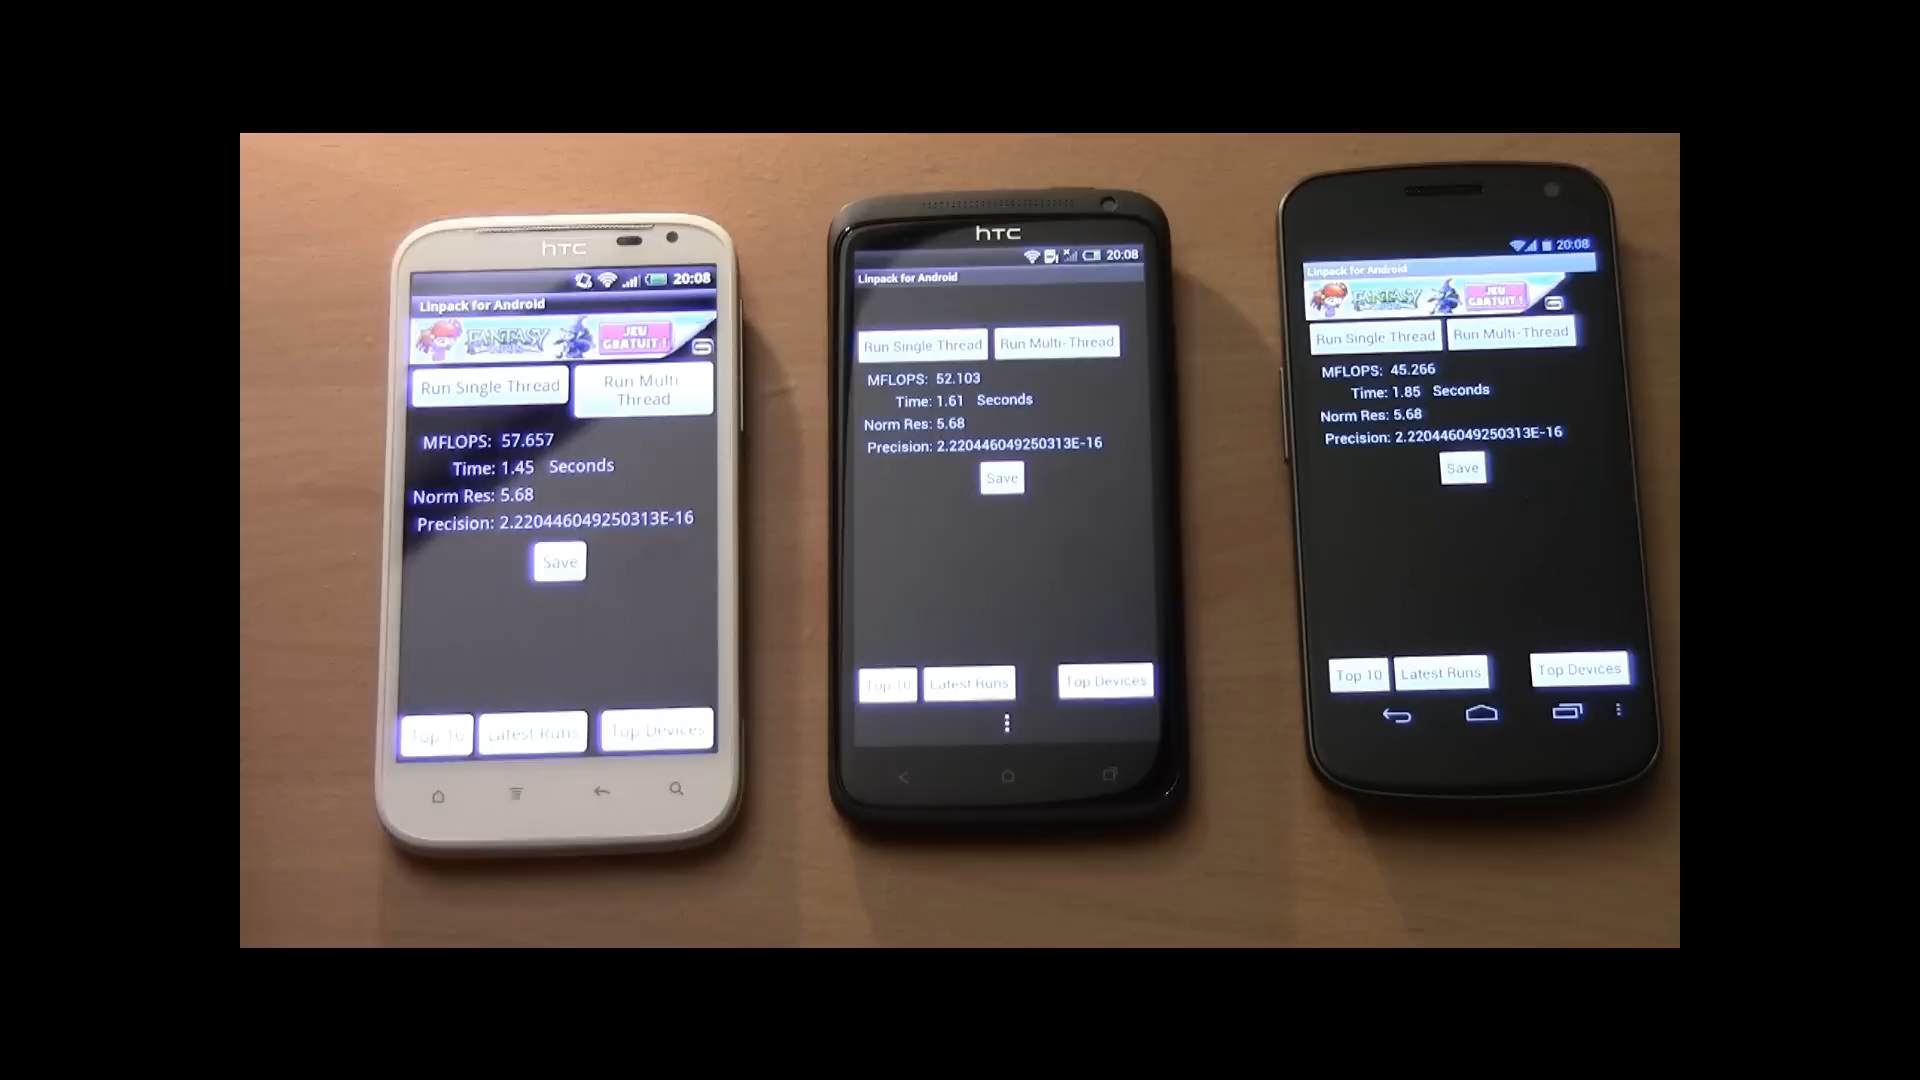 hTC
20:08
Linpack for Android
FANTASY
JEU
GRATUIT !
Run Single Thread
Run Multi
Thread
MFLOPS: 57.657
Time: 1.45 Seconds
Norm Res: 5.68
Precision: 2.220446049250313E-16
Save
Top 10
Latest Runs
Top Devices
hTC
20:08
Linpack for Android
Run Single Thread
Run Multi-Thread
MFLOPS: 52.103
Time: 1.61 Seconds
Norm Res: 5.68
Precision: 2.220446049250313E-16
Save
Top 10
Latest Runs
Top Devices
20:08
Linpack for Android
FANTASY
JEU
GRATUIT !
Run Single Thread
Run Multi-Thread
MFLOPS: 45.266
Time: 1.85 Seconds
Norm Res: 5.68
Precision: 2.220446049250313E-16
Save
Top 10
Latest Runs
Top Devices